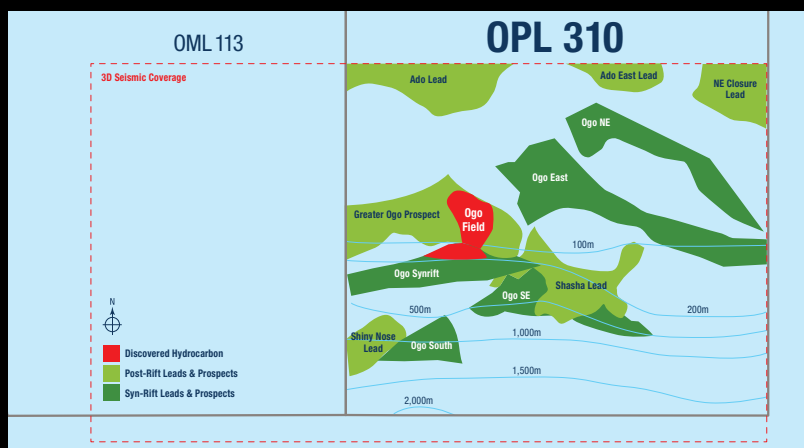 OML 113
OPL 310
3D Seismic Coverage
Ado Lead
Ado East Lead
NE Closure
Lead
Ogo NE
Ogo East
Greater Ogo Prospect
Ogo
Field
100m
Ogo Synrift
Shasha Lead
Ogo SE
500m
200m
Shiny Nose
Lead
Ogo South
1,000m
1,500m
2,000m
N
Discovered Hydrocarbon
Post-Rift Leads & Prospects
Syn-Rift Leads & Prospects